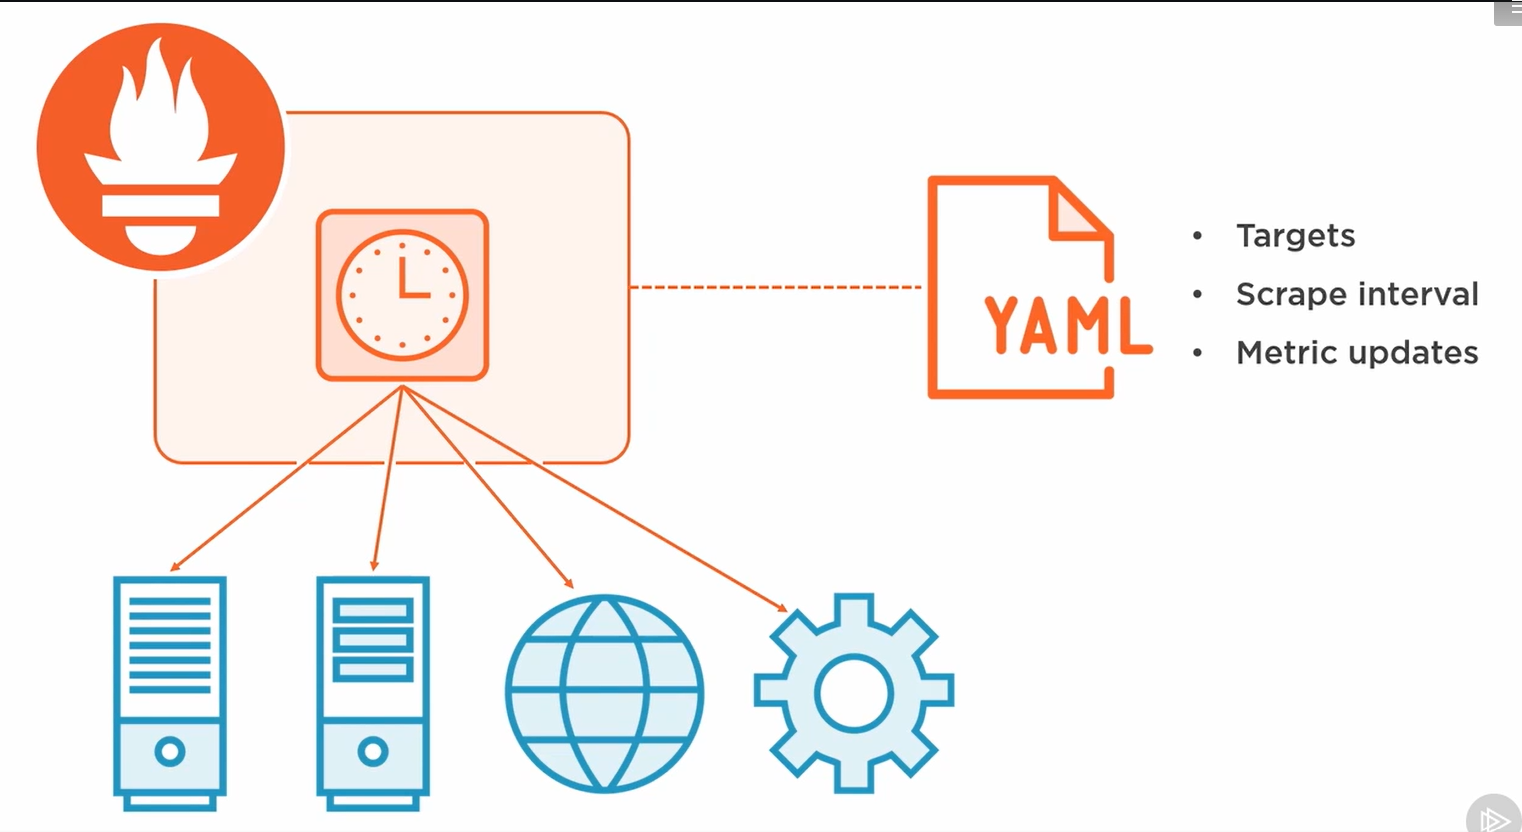 YAML
• Targets
• Scrape interval
• Metric updates